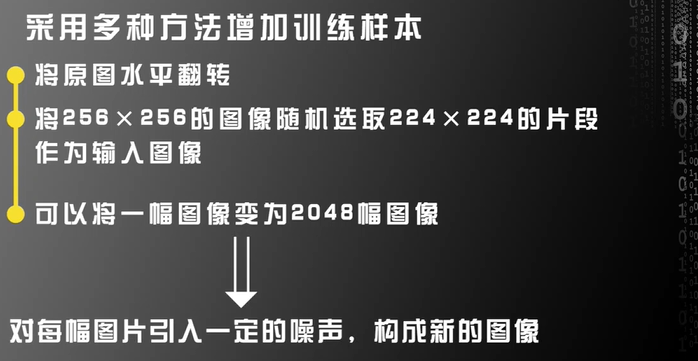 采用多种方法增加训练样本
将原图水平翻转
将256×256的图像随机选取224×224的片段
作为输入图像
可以将一幅图像变为2048幅图像
对每幅图片引入一定的噪声，构成新的图像